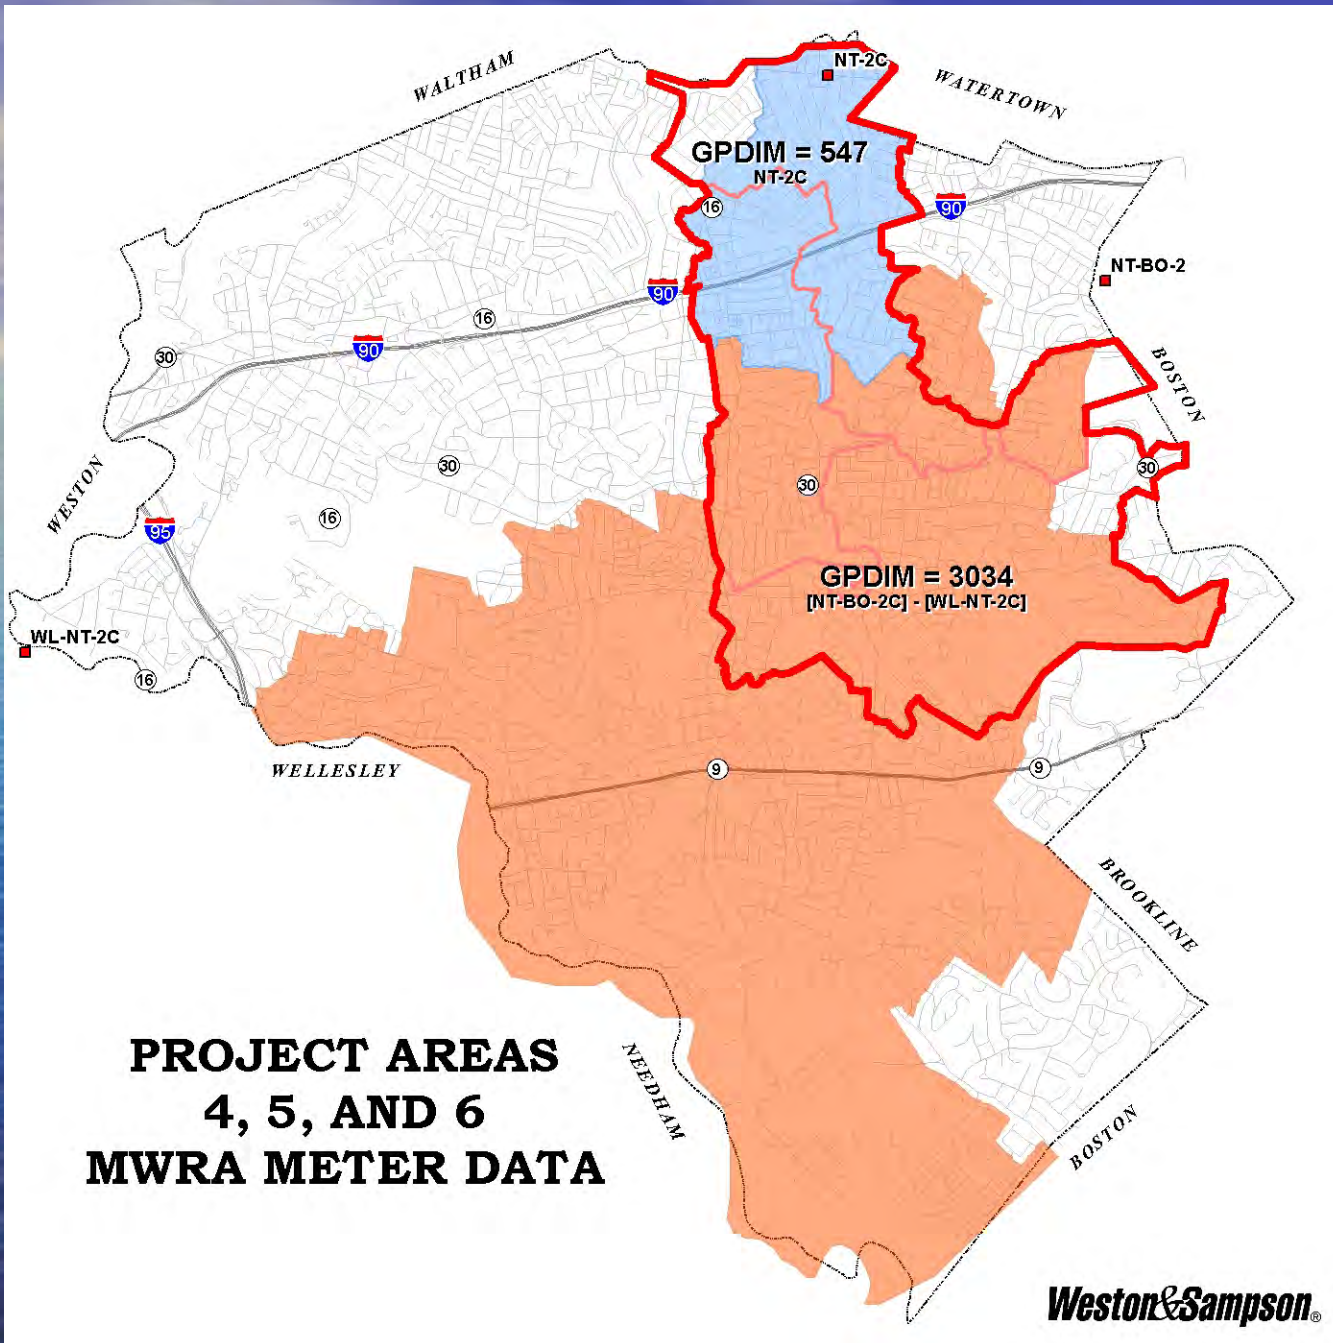 WALTHAM
NT-2C
WATERTOWN
GPDIM = 547
NT-2C
16
90
NT-BO-2
90
16
90
30
BOSTON
WESTON
30
30
30
16
95
GPDIM = 3034
[NT-BO-2C] - [WL-NT-2C]
WL-NT-2C
16
WELLESLEY
9
9
BROOKLINE
NEEDHAM
BOSTON
PROJECT AREAS
4, 5, AND 6
MWRA METER DATA
Weston&Sampson®